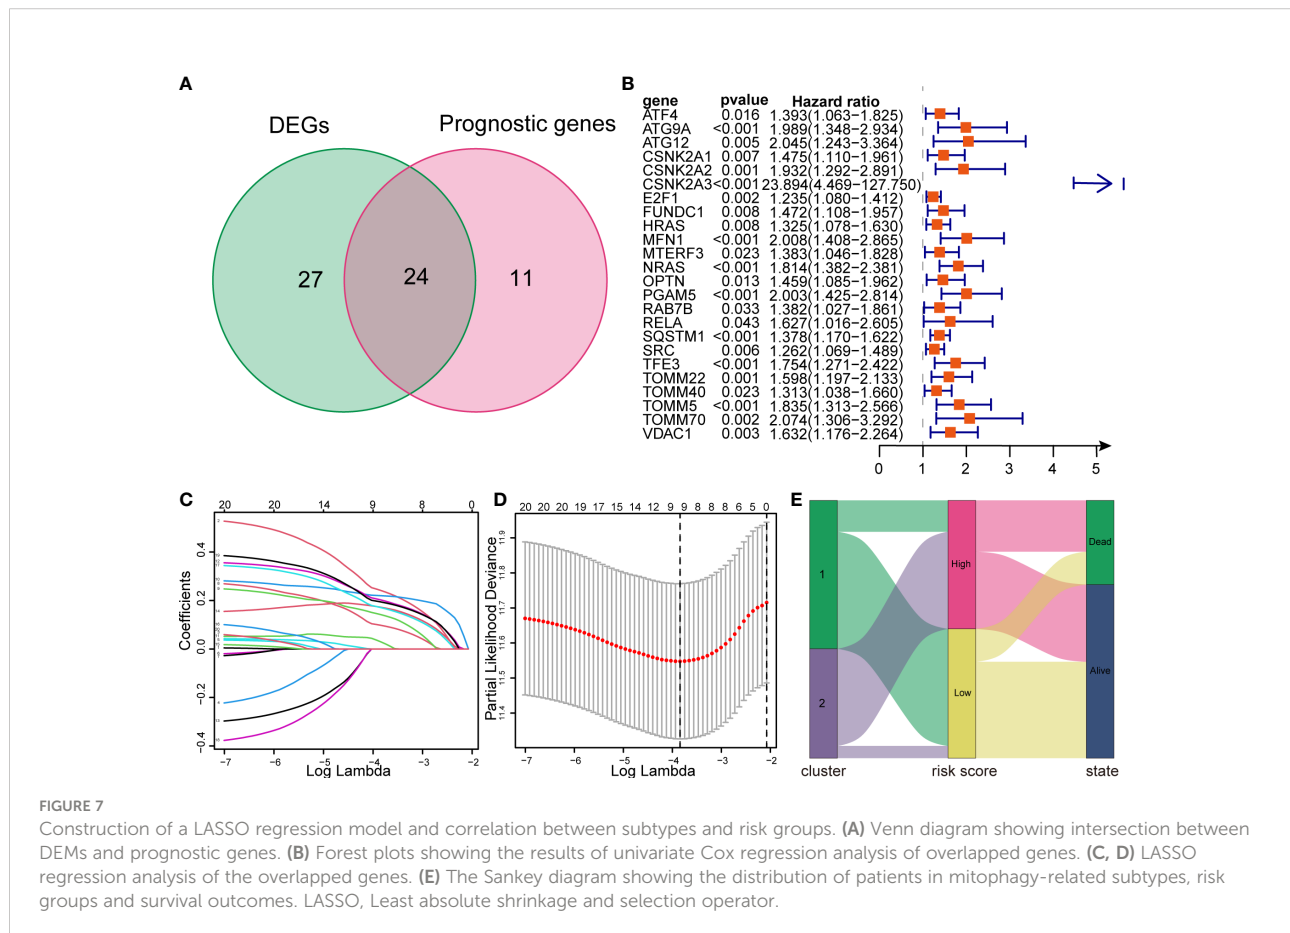 A
DEGs
Prognostic genes
27
24
11
B
gene pvalue Hazard ratio
ATF4 0.016 1.393(1.063−1.825)
ATG9A <0.001 1.989(1.348−2.934)
ATG12 0.005 2.045(1.243−3.364)
CSNK2A1 0.007 1.475(1.110−1.961)
CSNK2A2 0.001 1.932(1.292−2.891)
CSNK2A3 <0.001 23.894(4.469−127.750)
E2F1 0.002 1.235(1.080−1.412)
FUNDC1 0.008 1.472(1.108−1.957)
HRAS 0.008 1.325(1.078−1.630)
MFN1 <0.001 2.008(1.408−2.865)
MTERF3 0.023 1.383(1.046−1.828)
NRAS <0.001 1.814(1.382−2.381)
OPTN 0.013 1.459(1.085−1.962)
PGAM5 <0.001 2.003(1.425−2.814)
RAB7B 0.033 1.382(1.027−1.861)
RELA 0.043 1.627(1.016−2.605)
SQSTM1 <0.001 1.378(1.170−1.622)
SRC 0.006 1.262(1.069−1.489)
TFE3 <0.001 1.754(1.271−2.422)
TOMM22 0.001 1.598(1.197−2.133)
TOMM40 0.023 1.313(1.038−1.660)
TOMM5 <0.001 1.835(1.313−2.566)
TOMM70 0.002 2.074(1.306−3.292)
VDAC1 0.003 1.632(1.176−2.264)
0 1 2 3 4 5
C
20 20 14 9 8 0
Coefficients
0.4
0.2
0.0
−0.2
−0.4
−7 −6 −5 −4 −3 −2
Log Lambda
D
20 20 20 19 17 15 14 12 9 9 8 8 6 5 0
Partial Likelihood Deviance
11.9
11.8
11.7
11.6
11.5
11.4
−7 −6 −5 −4 −3 −2
Log Lambda
E
1
2
High
Low
Dead
Alive
cluster risk score state
FIGURE 7
Construction of a LASSO regression model and correlation between subtypes and risk groups. (A) Venn diagram showing intersection between
DEMs and prognostic genes. (B) Forest plots showing the results of univariate Cox regression analysis of overlapped genes. (C, D) LASSO
regression analysis of the overlapped genes. (E) The Sankey diagram showing the distribution of patients in mitophagy-related subtypes, risk
groups and survival outcomes. LASSO, Least absolute shrinkage and selection operator.